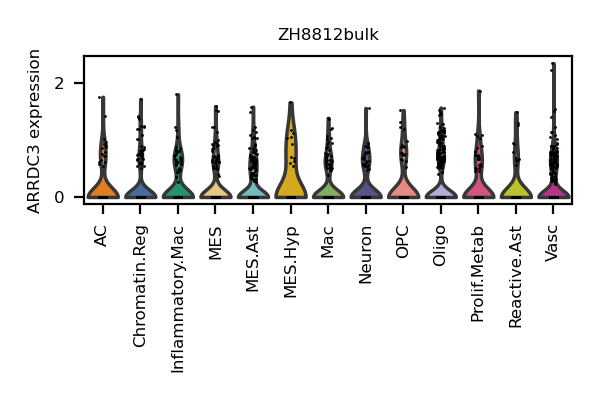 ZH8812bulk
ARRDC3 expression
2
0
AC
Chromatin.Reg
Inflammatory.Mac
MES
MES.Ast
MES.Hyp
Mac
Neuron
OPC
Oligo
Prolif.Metab
Reactive.Ast
Vasc